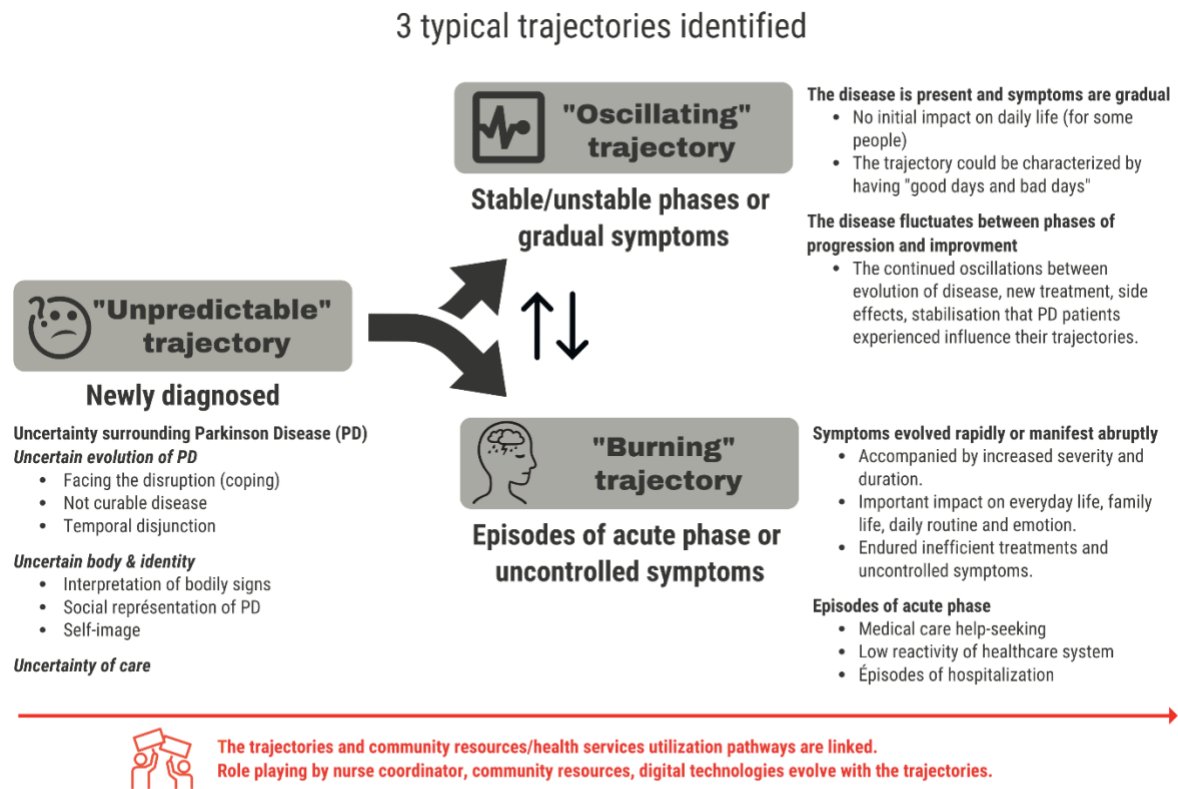 3 typical trajectories identified
"Unpredictable"
trajectory
Newly diagnosed
Uncertainty surrounding Parkinson Disease (PD)
Uncertain evolution of PD
• Facing the disruption (coping)
• Not curable disease
• Temporal disjunction
Uncertain body & identity
• Interpretation of bodily signs
• Social représentation of PD
• Self-image
Uncertainty of care
"Oscillating"
trajectory
Stable/unstable phases or
gradual symptoms
The disease is present and symptoms are gradual
• No initial impact on daily life (for some
people)
• The trajectory could be characterized by
having "good days and bad days"
The disease fluctuates between phases of
progression and improvment
• The continued oscillations between
evolution of disease, new treatment, side
effects, stabilisation that PD patients
experienced influence their trajectories.
"Burning"
trajectory
Episodes of acute phase or
uncontrolled symptoms
Symptoms evolved rapidly or manifest abruptly
• Accompanied by increased severity and
duration.
• Important impact on everyday life, family
life, daily routine and emotion.
• Endured inefficient treatments and
uncontrolled symptoms.
Episodes of acute phase
• Medical care help-seeking
• Low reactivity of healthcare system
• Épisodes of hospitalization
The trajectories and community resources/health services utilization pathways are linked.
Role playing by nurse coordinator, community resources, digital technologies evolve with the trajectories.